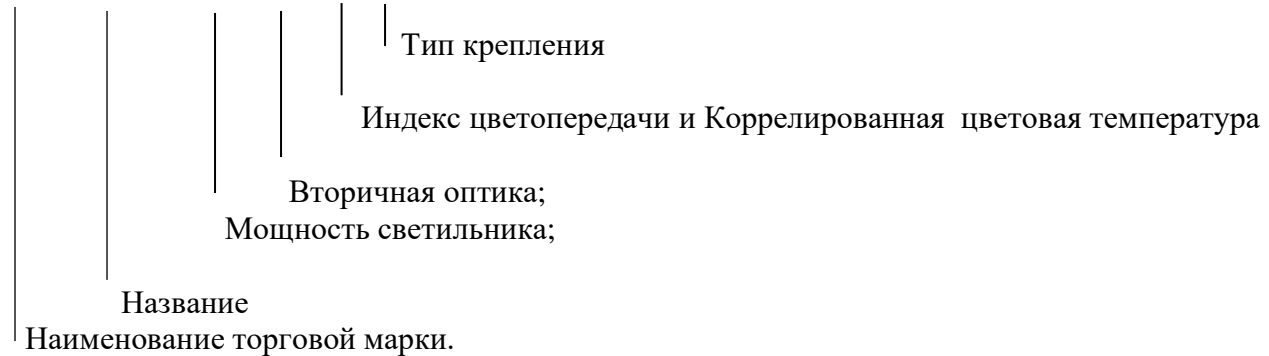 Тип крепления
Индекс цветопередачи и Коррелированная цветовая температура
Вторичная оптика;
Мощность светильника;
Название
Наименование торговой марки.